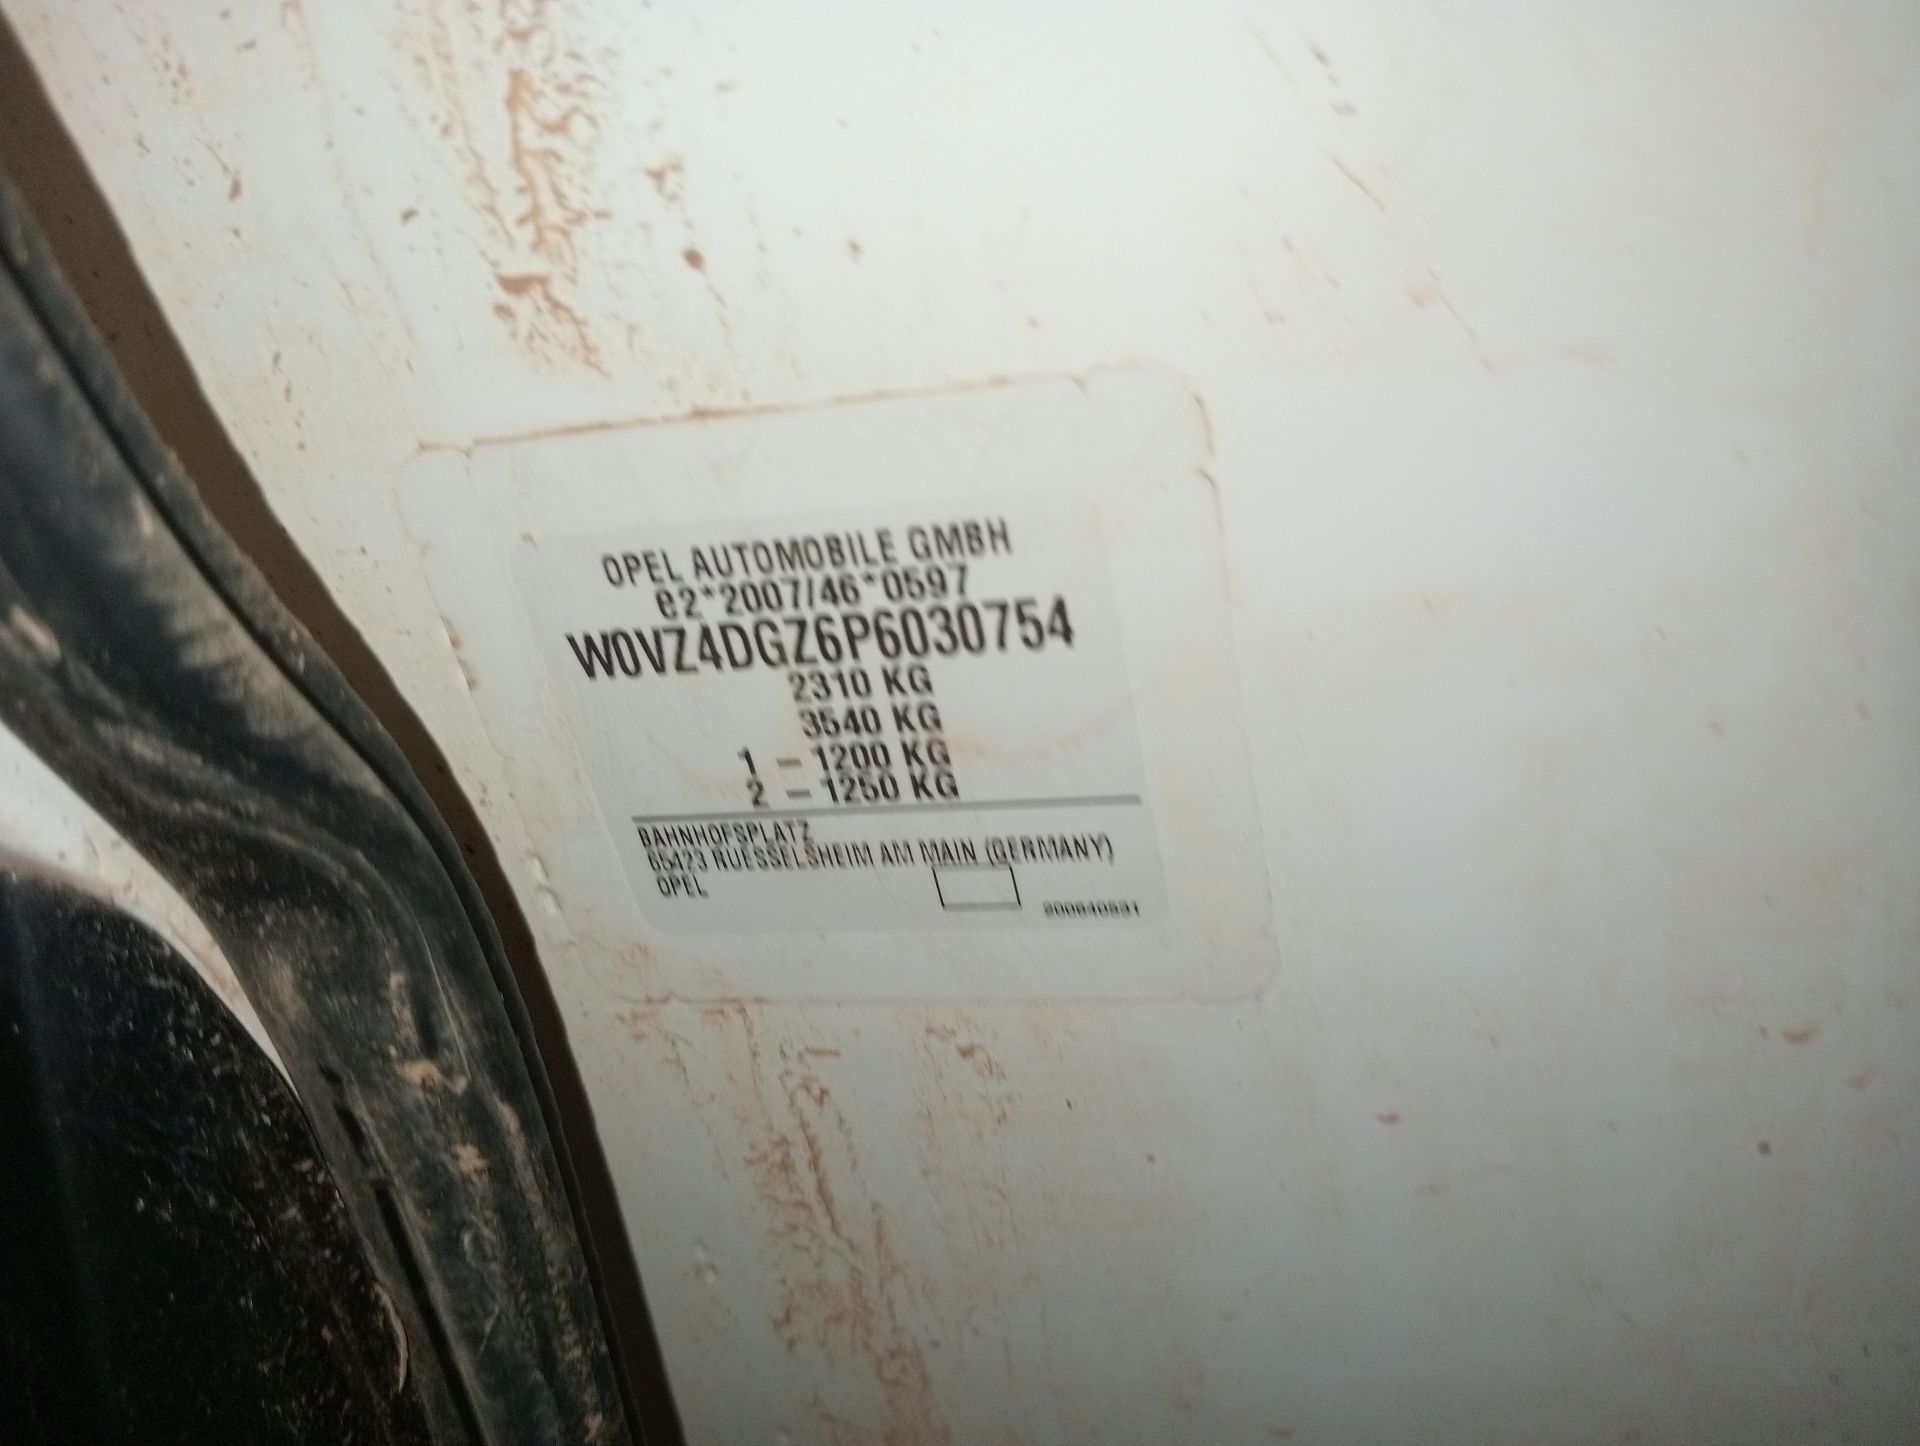 OPEL AUTOMOBILE GMBH
e2*2007/46*0597
W0VZ4DGZ6P6030754
2310 KG
3540 KG
1 – 1200 KG
2 – 1250 KG
BAHNHOFSPLATZ
65423 RUESSELSHEIM AM MAIN (GERMANY)
OPEL